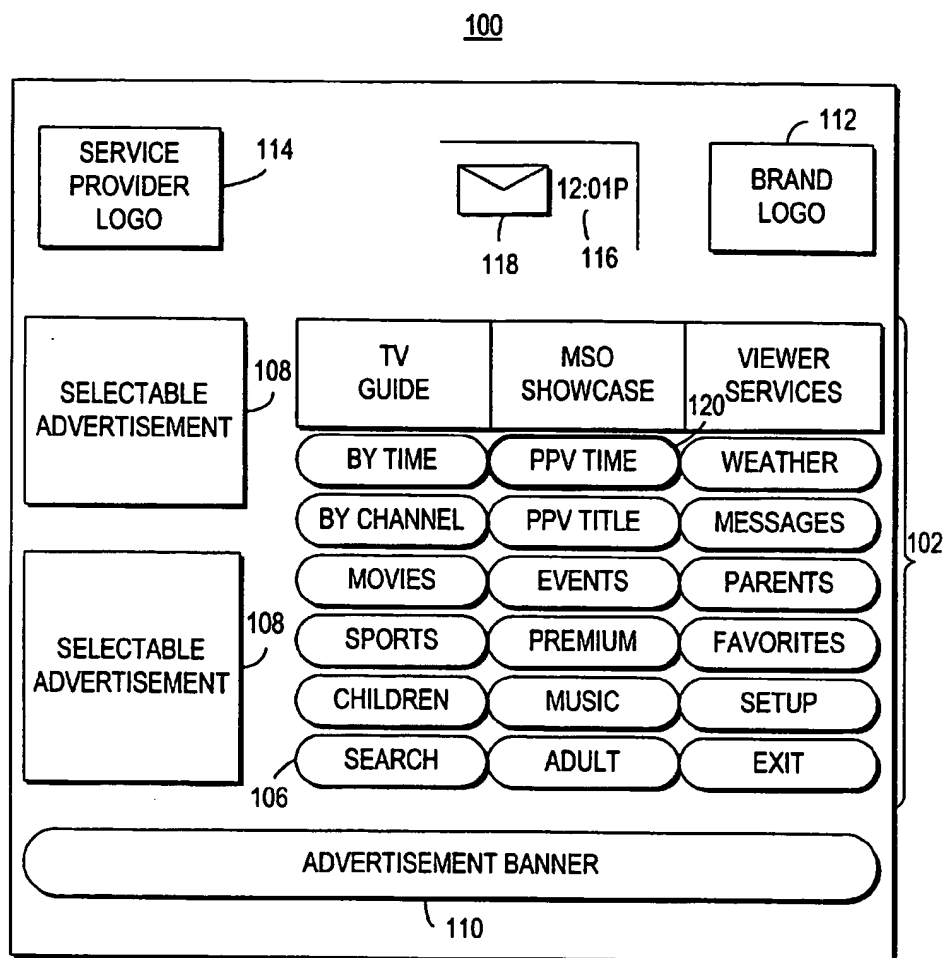 100
SERVICE
PROVIDER
LOGO
114
12:01P
118
116
112
BRAND
LOGO
SELECTABLE
ADVERTISEMENT
108
TV
GUIDE
MSO
SHOWCASE
VIEWER
SERVICES
120
BY TIME
PPV TIME
WEATHER
BY CHANNEL
PPV TITLE
MESSAGES
MOVIES
EVENTS
PARENTS
102
SELECTABLE
ADVERTISEMENT
108
SPORTS
PREMIUM
FAVORITES
CHILDREN
MUSIC
SETUP
SEARCH
ADULT
EXIT
106
ADVERTISEMENT BANNER
110